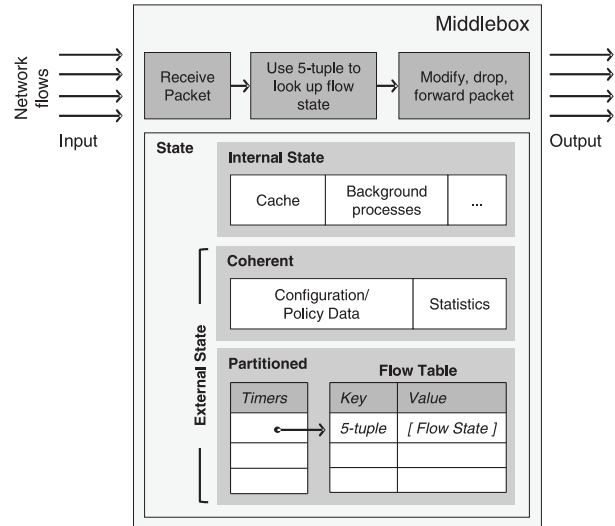 Middlebox
Network
flows
Input
Receive
Packet
Use 5-tuple to
look up flow
state
Modify, drop,
forward packet
Output
State
Internal State
Cache
Background
processes
...
External State
Coherent
Configuration/
Policy Data
Statistics
Partitioned
Flow Table
Timers
Key
Value
5-tuple
[ Flow State ]